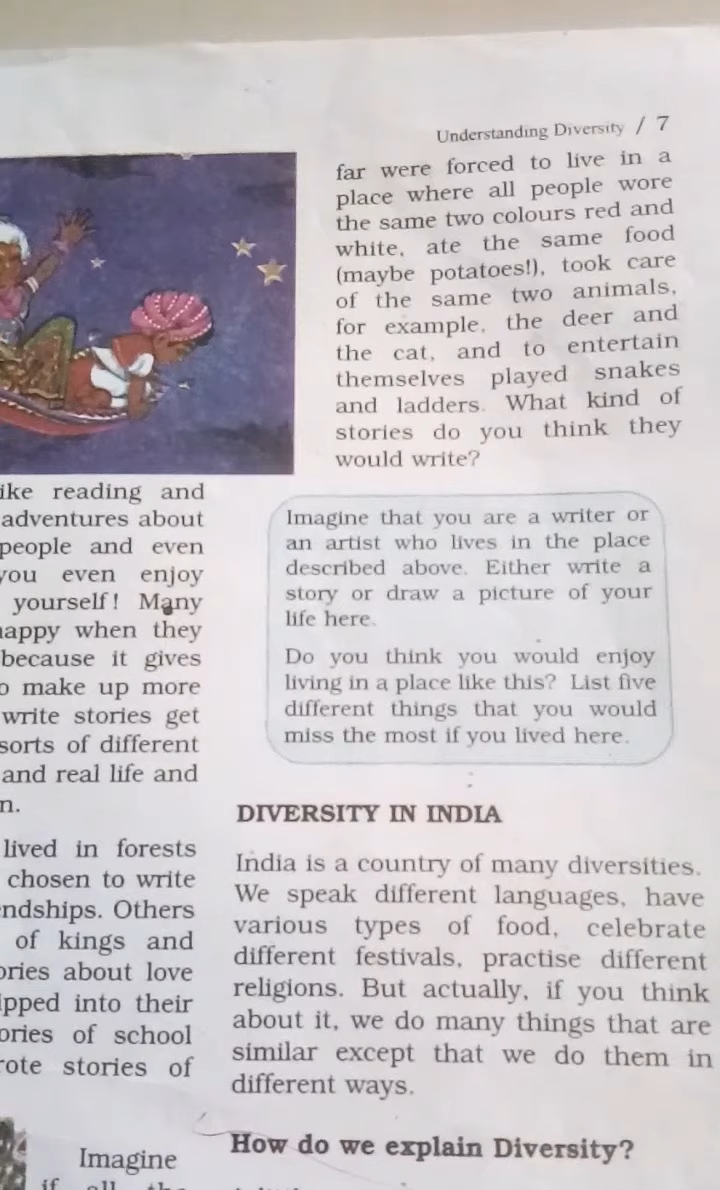 Understanding Diversity / 7
reading and
adventures about
people and even
you even enjoy
yourself! Many
happy when they
because it gives
make up more
write stories get
sorts of different
and real life and
lived in forests
chosen to write
Others
of kings and
about love
into their
of school
stories of
Imagine
if all the
far were forced to live in a
place where all people wore
the same two colours red and
white, ate the same food
(maybe potatoes!), took care
of the same two animals,
for example, the deer and
the cat, and to entertain
themselves played snakes
and ladders. What kind of
stories do you think they
would write?
Imagine that you are a writer or
an artist who lives in the place
described above. Either write a
story or draw a picture of your
life here.
Do you think you would enjoy
living in a place like this? List five
different things that you would
miss the most if you lived here.
DIVERSITY IN INDIA
India is a country of many diversities.
We speak different languages, have
various types of food, celebrate
different festivals, practise different
religions. But actually, if you think
about it, we do many things that are
similar except that we do them in
different ways.
How do we explain Diversity?